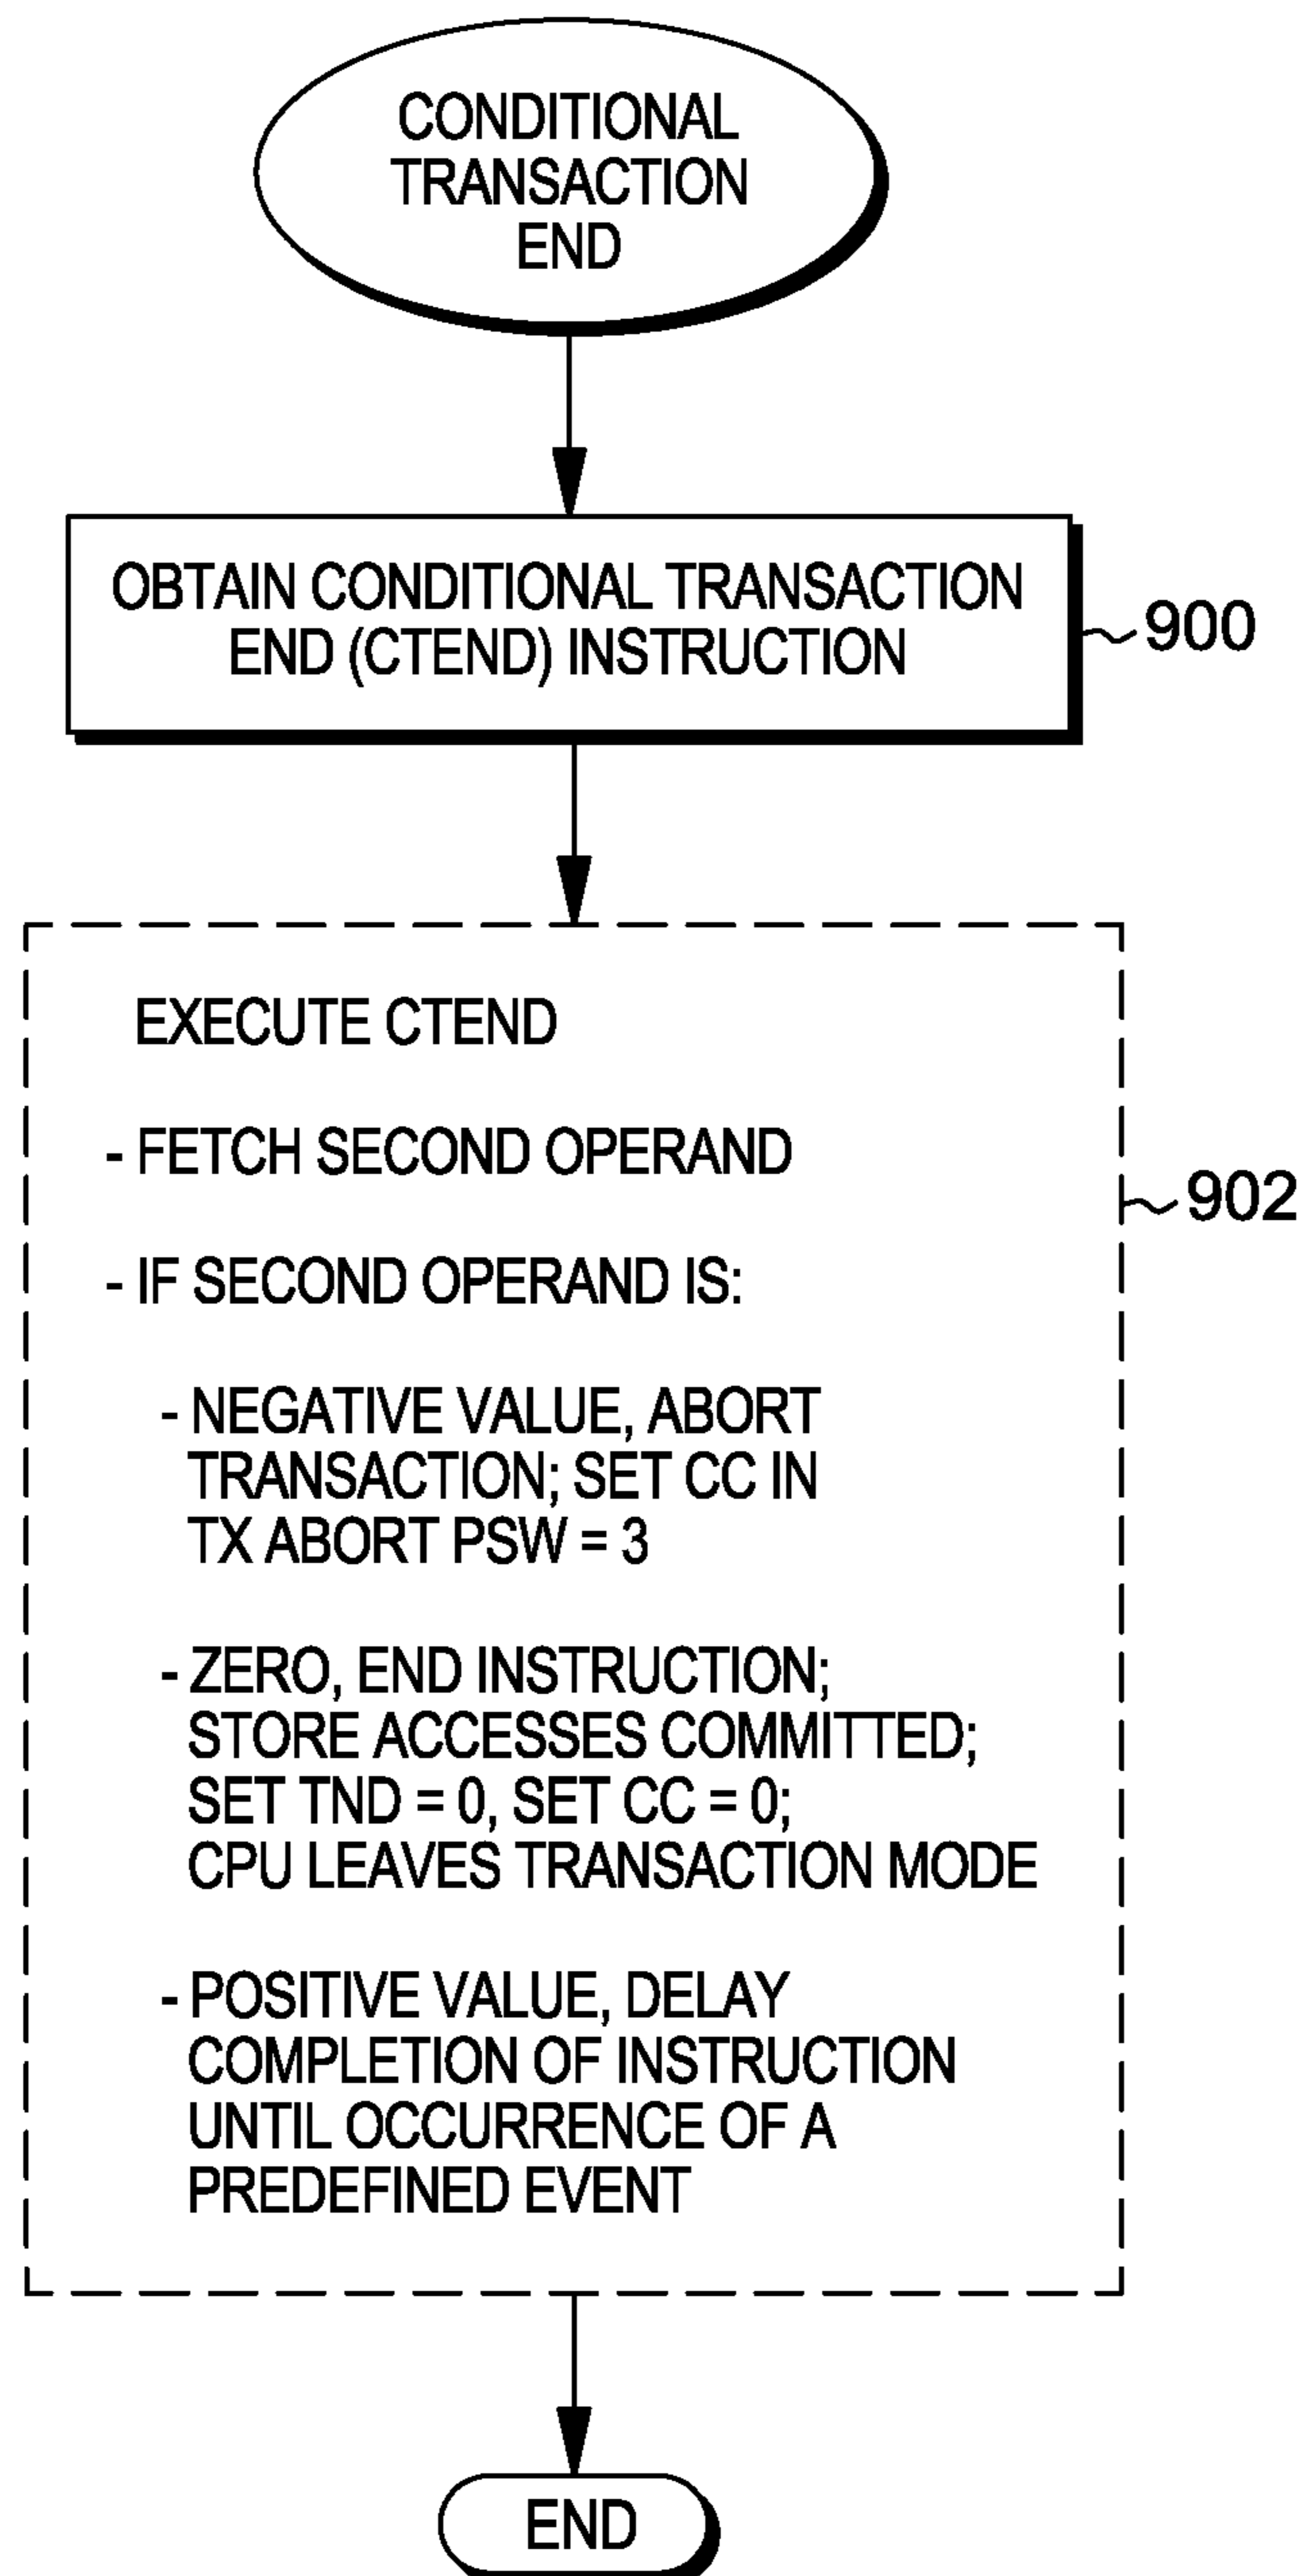 CONDITIONAL
TRANSACTION
END
OBTAIN CONDITIONAL TRANSACTION
END (CTEND) INSTRUCTION
900
EXECUTE CTEND
- FETCH SECOND OPERAND
902
- IF SECOND OPERAND IS:
- NEGATIVE VALUE, ABORT
TRANSACTION; SET CC IN
TX ABORT PSW = 3
- ZERO, END INSTRUCTION;
STORE ACCESSES COMMITTED;
SET TND = 0, SET CC = 0;
CPU LEAVES TRANSACTION MODE
- POSITIVE VALUE, DELAY
COMPLETION OF INSTRUCTION
UNTIL OCCURRENCE OF A
PREDEFINED EVENT
END